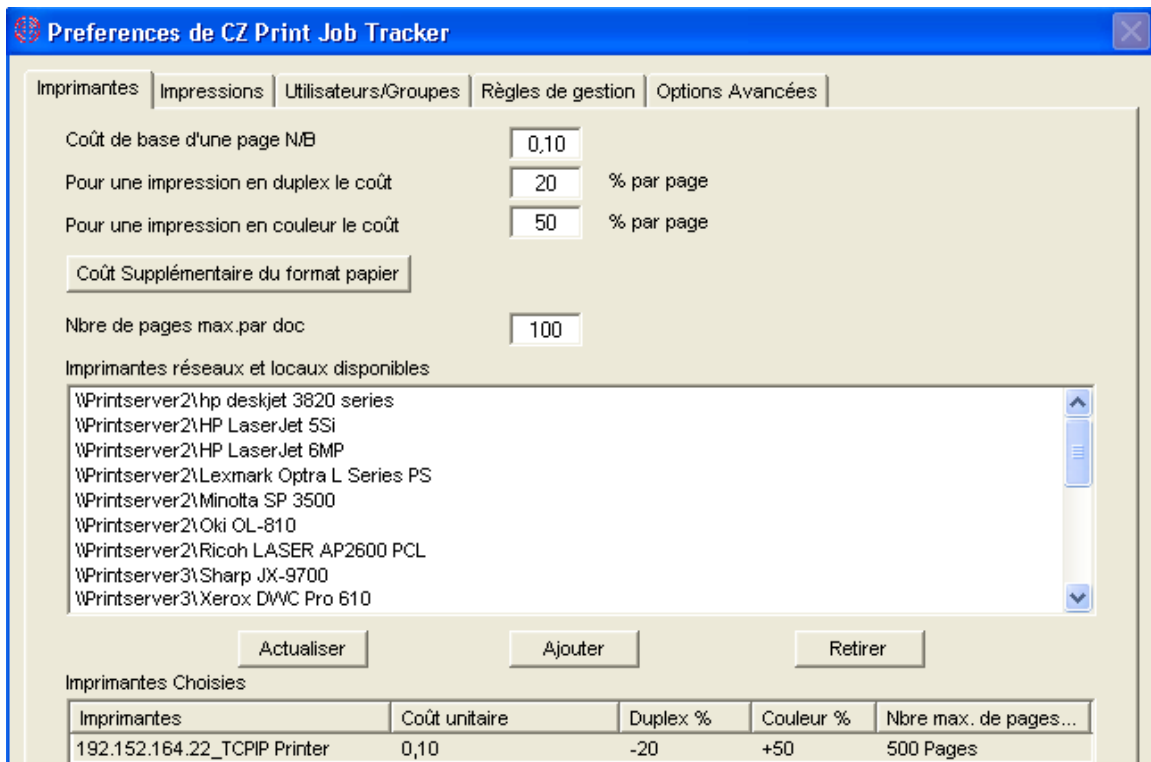 Preferences de CZ Print Job Tracker
Imprimantes Impressions Utilisateurs/Groupes Règles de gestion Options Avancées
Coût de base d'une page N/B 0,10
Pour une impression en duplex le coût 20 % par page
Pour une impression en couleur le coût 50 % par page
Coût Supplémentaire du format papier
Nbre de pages max.par doc 100
Imprimantes réseaux et locaux disponibles
\\Printserver2\hp deskjet 3820 series
\\Printserver2\HP LaserJet 5Si
\\Printserver2\HP LaserJet 6MP
\\Printserver2\Lexmark Optra L Series PS
\\Printserver2\Minolta SP 3500
\\Printserver2\Oki OL-810
\\Printserver2\Ricoh LASER AP2600 PCL
\\Printserver3\Sharp JX-9700
\\Printserver3\Xerox DWC Pro 610
Actualiser Ajouter Retirer
Imprimantes Choisies
Imprimantes Coût unitaire Duplex % Couleur % Nbre max. de pages...
192.152.164.22_TCPIP Printer 0,10 -20 +50 500 Pages